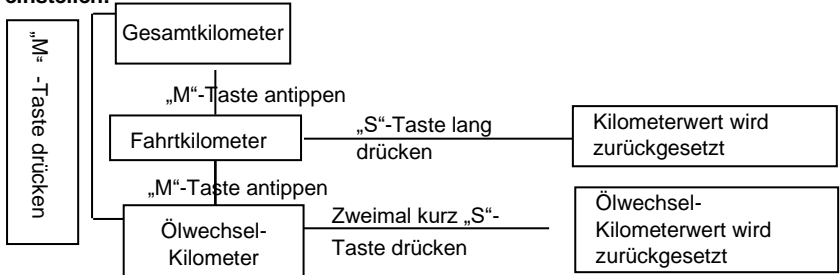 einstellen:
Gesamtkilometer
„M“ -Taste drücken
„M“-Taste antippen
Fahrtkilometer
„S“-Taste lang
drücken
Kilometerwert wird
zurückgesetzt
„M“-Taste antippen
Ölwechsel-
Kilometer
Zweimal kurz „S“-
Taste drücken
Ölwechsel-
Kilometerwert wird
zurückgesetzt